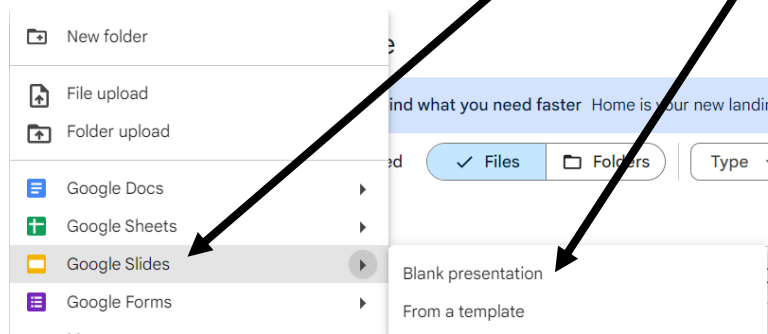 New folder
e
File upload
ind what you need faster Home is your new landin
Folder upload
ed Files Folders Type
Google Docs
Google Sheets
Google Slides
Blank presentation
Google Forms
From a template